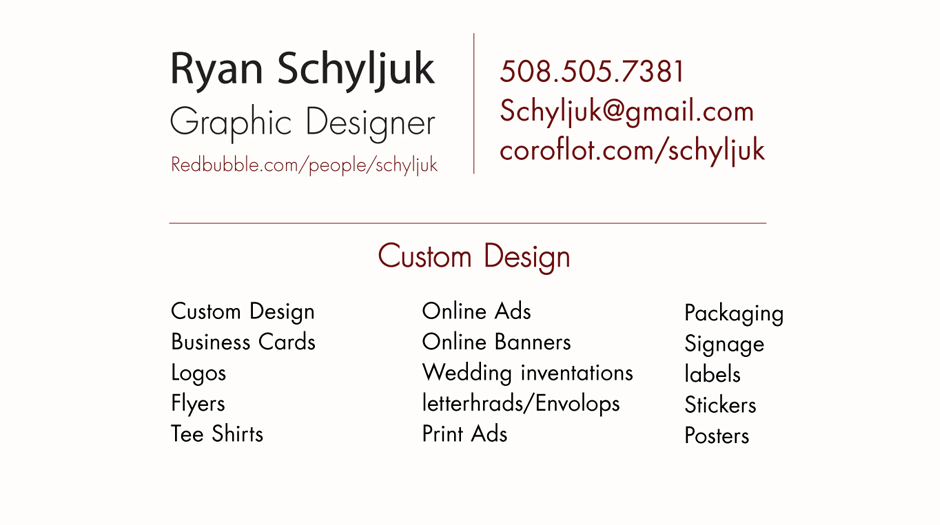 Ryan Schyljuk
Graphic Designer
Redbubble.com/people/schyljuk
508.505.7381
Schyljuk@gmail.com
coroflot.com/schyljuk
Custom Design
Custom Design
Business Cards
Logos
Flyers
Tee Shirts
Online Ads
Online Banners
Wedding inventations
letterhrads/Envolops
Print Ads
Packaging
Signage
labels
Stickers
Posters